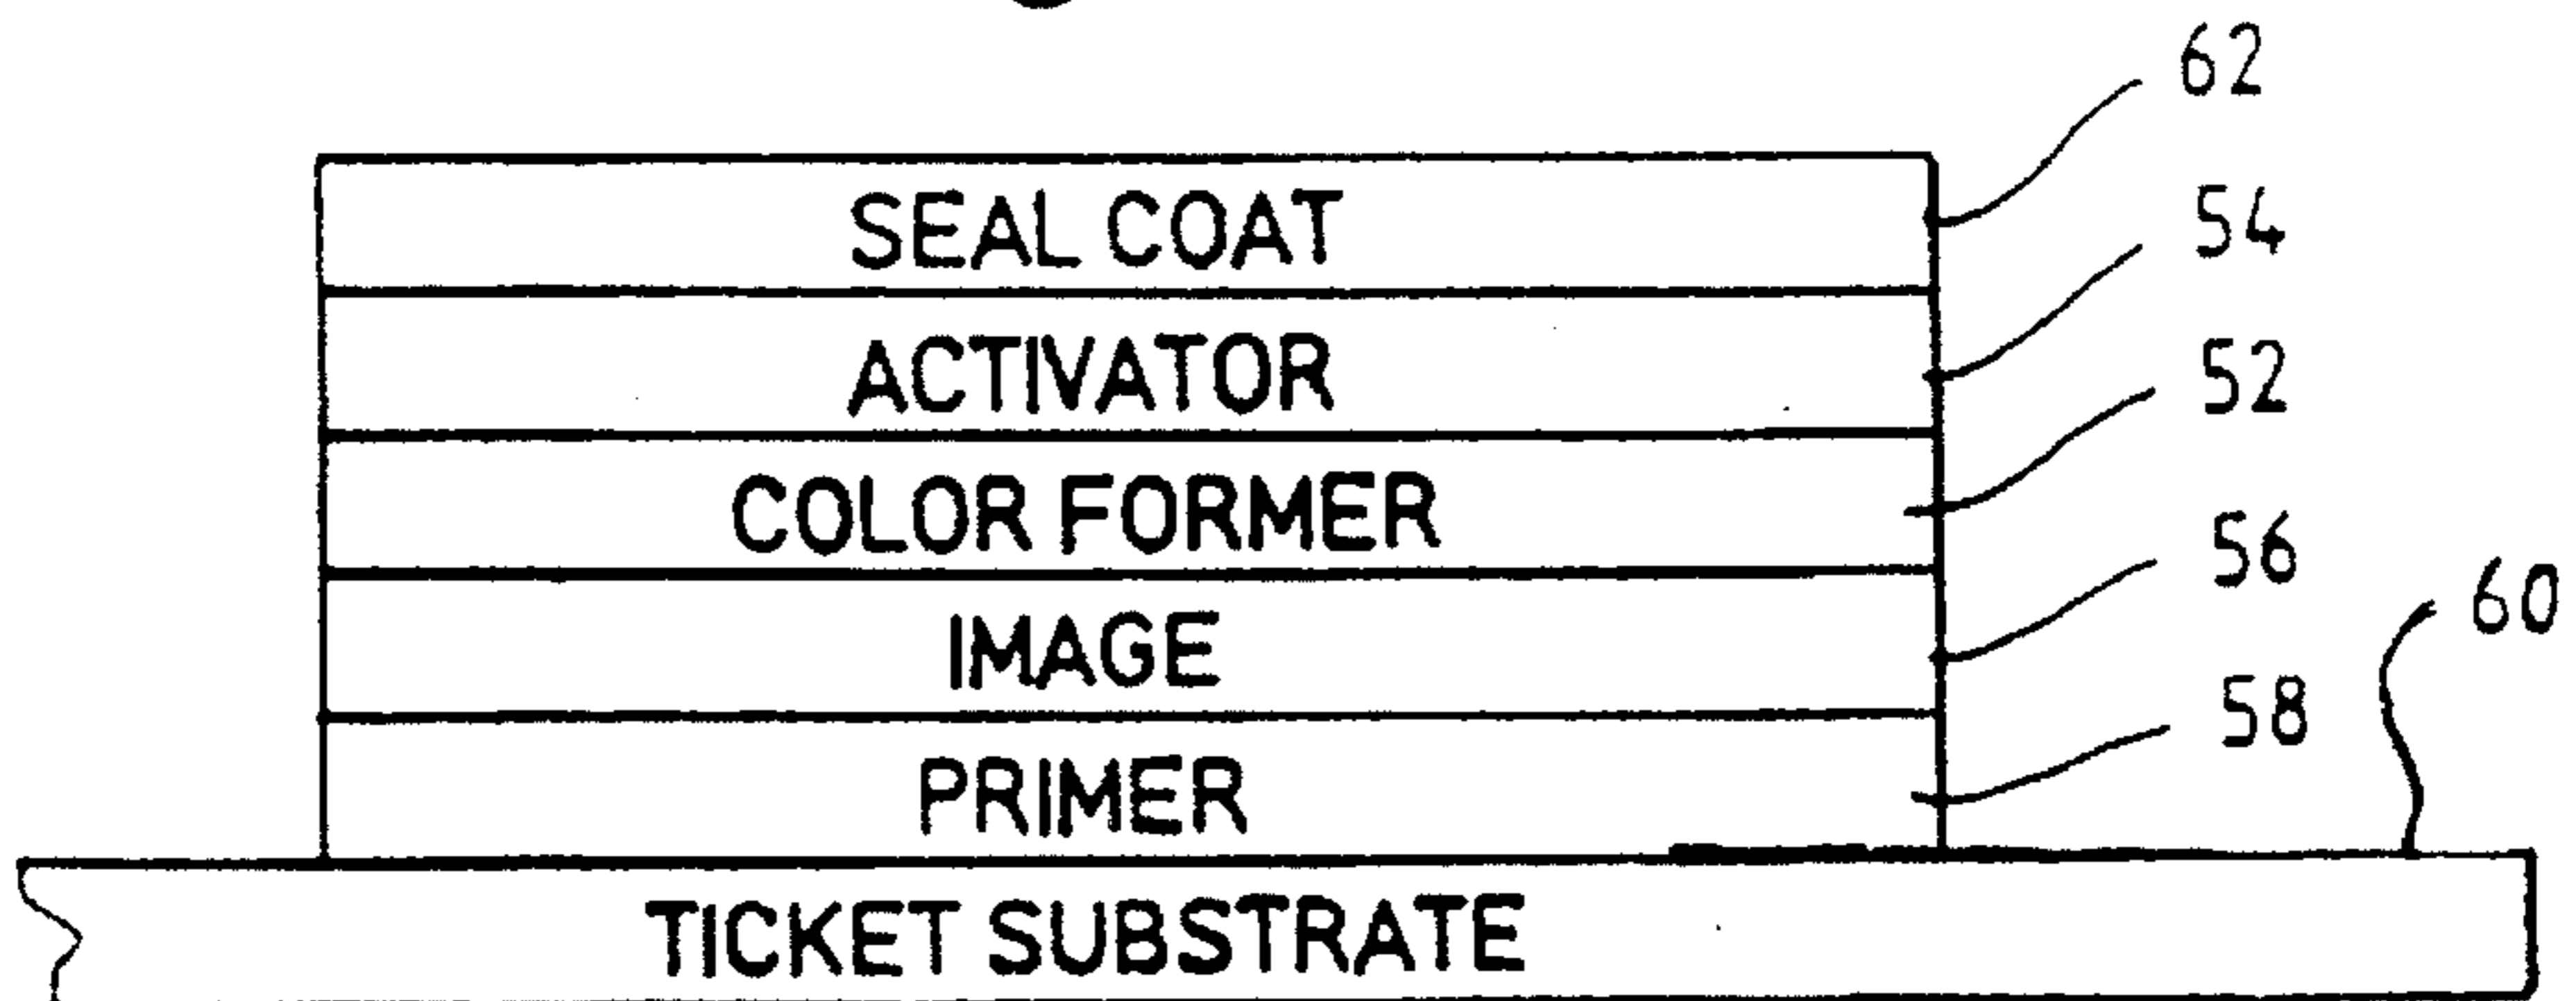 62
SEAL COAT
54
ACTIVATOR
52
COLOR FORMER
56
IMAGE
60
58
PRIMER
TICKET SUBSTRATE